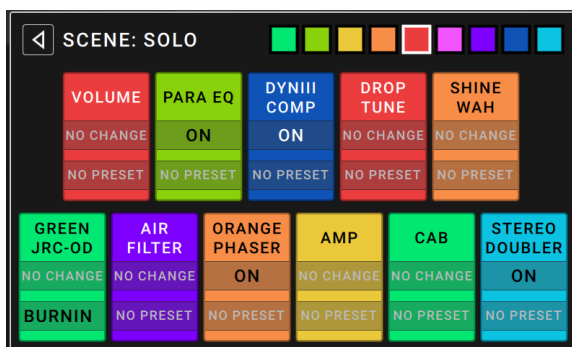 SCENE: SOLO
VOLUME
PARA EQ
DYNIII
COMP
DROP
TUNE
SHINE
WAH
NO CHANGE
ON
ON
NO CHANGE
NO CHANGE
NO PRESET
NO PRESET
NO PRESET
NO PRESET
NO PRESET
GREEN
JRC-OD
AIR
FILTER
ORANGE
PHASER
AMP
CAB
STEREO
DOUBLER
NO CHANGE
NO CHANGE
ON
NO CHANGE
NO CHANGE
ON
BURNIN
NO PRESET
NO PRESET
NO PRESET
NO PRESET
NO PRESET